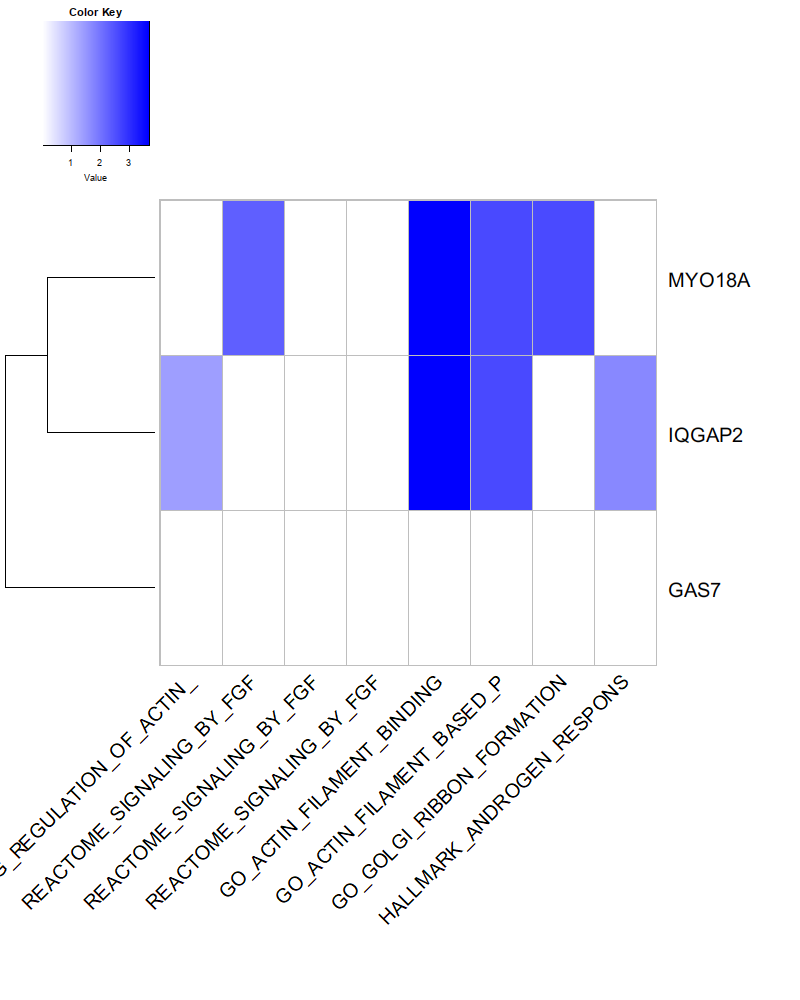 Color Key
1 2 3
Value
MYO18A
IQGAP2
GAS7
G_REGULATION_OF_ACTIN_
REACTOME_SIGNALING_BY_FGF
REACTOME_SIGNALING_BY_FGF
REACTOME_SIGNALING_BY_FGF
GO_ACTIN_FILAMENT_BINDING
GO_ACTIN_FILAMENT_BASED_P
GO_GOLGI_RIBBON_FORMATION
HALLMARK_ANDROGEN_RESPONS